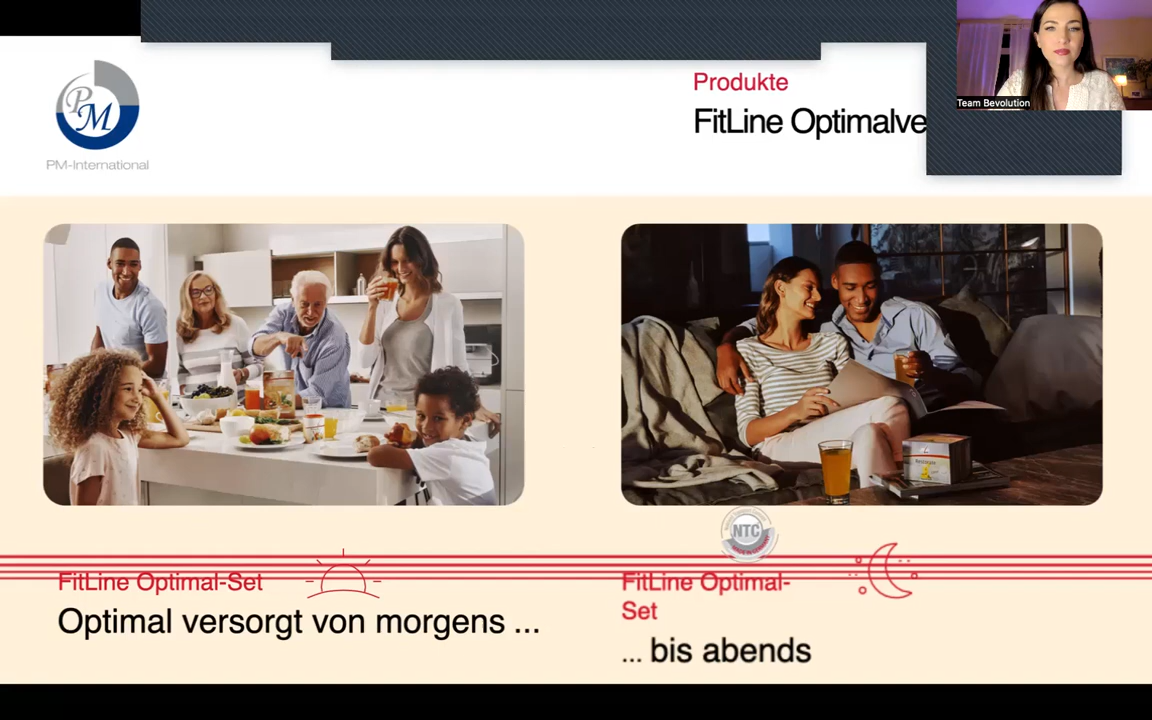 Team Bevolution
PM
PM-International
Produkte
FitLine Optimalve
NTC
FitLine Optimal-Set
Optimal versorgt von morgens ...
FitLine Optimal-
Set
... bis abends